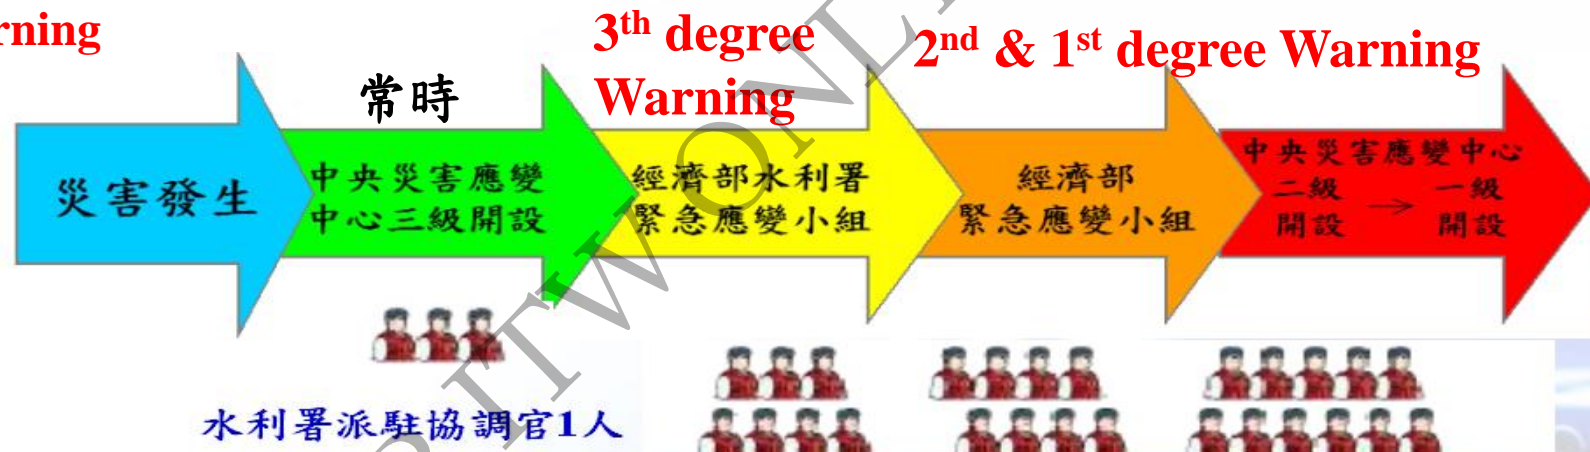 rning
3th degree
Warning
2nd & 1st degree Warning
常時
災害發生
中央災害應變
中心三級開設
經濟部水利署
緊急應變小組
經濟部
緊急應變小組
中央災害應變中心
二級 → 一級
開設 開設
水利署派駐協調官1人